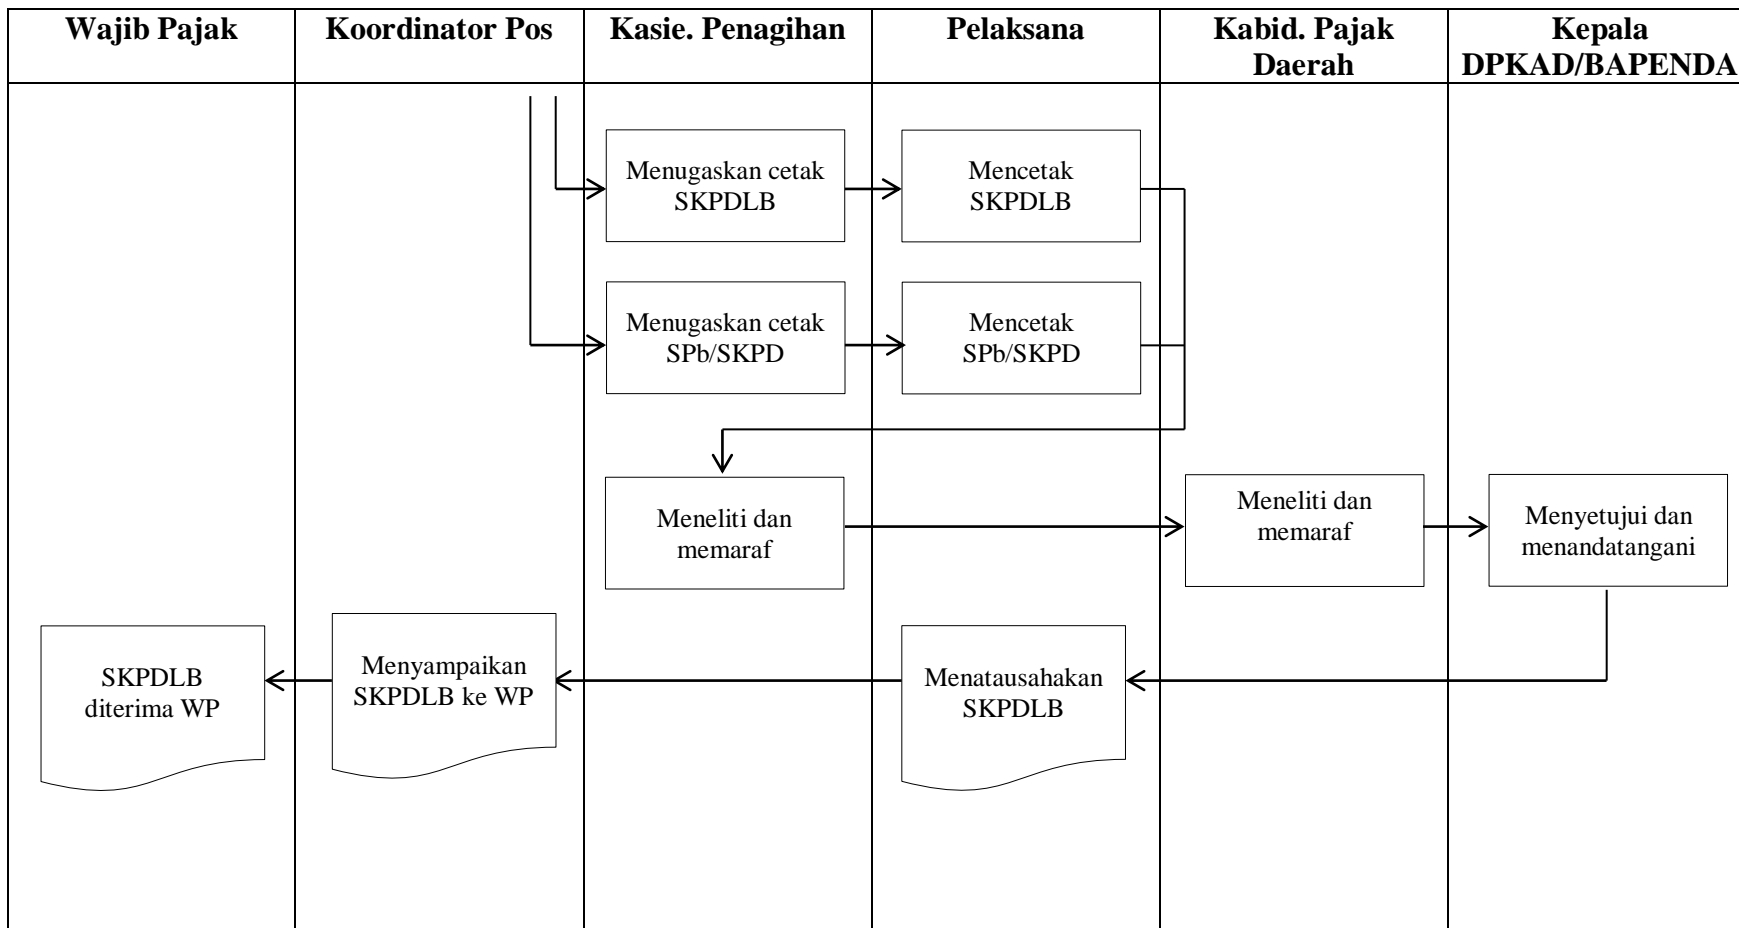 Wajib Pajak
Koordinator Pos
Kasie. Penagihan
Pelaksana
Kabid. Pajak
Daerah
Kepala
DPKAD/BAPENDA
Menugaskan cetak
SKPDLB
Mencetak
SKPDLB
Menugaskan cetak
SPb/SKPD
Mencetak
SPb/SKPD
Meneliti dan
memaraf
Meneliti dan
memaraf
Menyetujui dan
menandatangani
SKPDLB
diterima WP
Menyampaikan
SKPDLB ke WP
Menatausahakan
SKPDLB